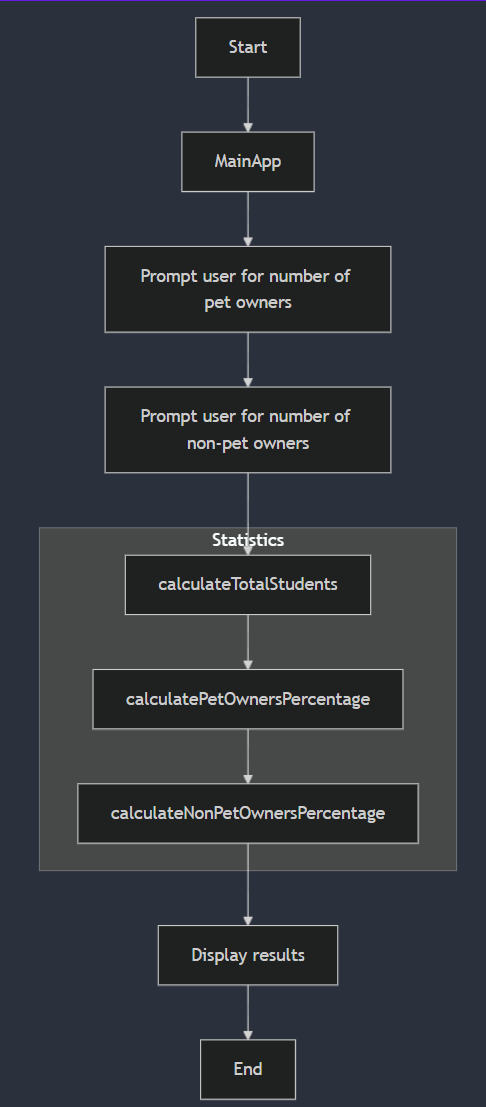 Start
MainApp
Prompt user for number of
pet owners
Prompt user for number of
non-pet owners
Statistics
calculateTotalStudents
calculatePetOwnersPercentage
calculateNonPetOwnersPercentage
Display results
End